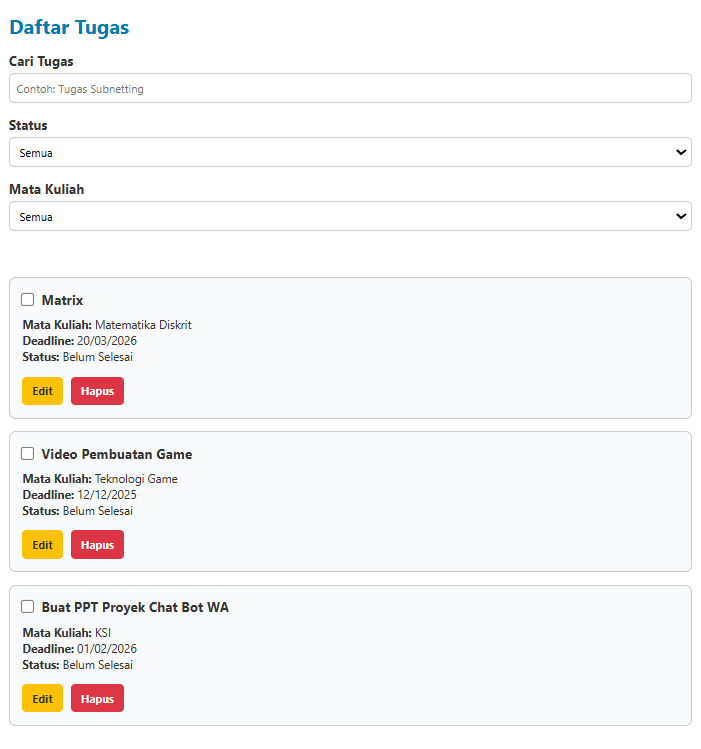 Daftar Tugas
Cari Tugas
Contoh: Tugas Subnetting
Status
Semua
Mata Kuliah
Semua
Matrix
Mata Kuliah: Matematika Diskrit
Deadline: 20/03/2026
Status: Belum Selesai
Edit Hapus
Video Pembuatan Game
Mata Kuliah: Teknologi Game
Deadline: 12/12/2025
Status: Belum Selesai
Edit Hapus
Buat PPT Proyek Chat Bot WA
Mata Kuliah: KSI
Deadline: 01/02/2026
Status: Belum Selesai
Edit Hapus